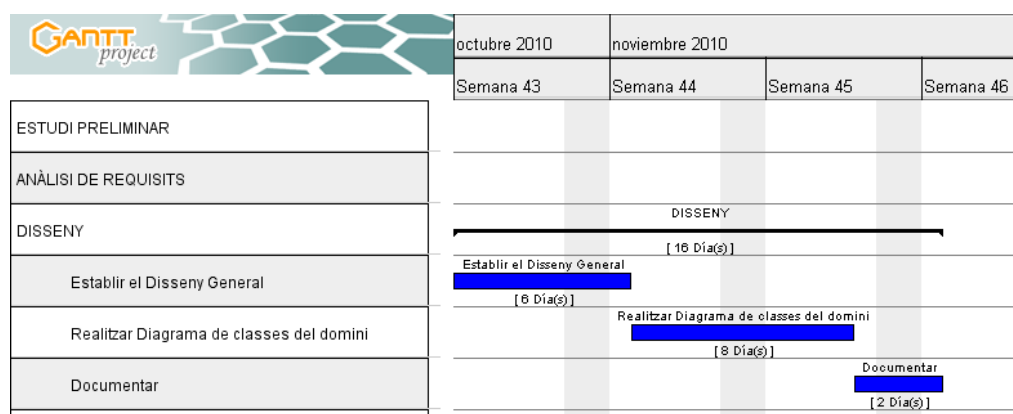 GANTT
project
octubre 2010
noviembre 2010
Semana 43
Semana 44
Semana 45
Semana 46
ESTUDI PRELIMINAR
ANÀLISI DE REQUISITS
DISSENY
DISSENY
[ 16 Día(s) ]
Establir el Disseny General
Establir el Disseny General
[ 6 Día(s) ]
Realitzar Diagrama de classes del domini
Realitzar Diagrama de classes del domini
[ 8 Día(s) ]
Documentar
Documentar
[ 2 Día(s) ]